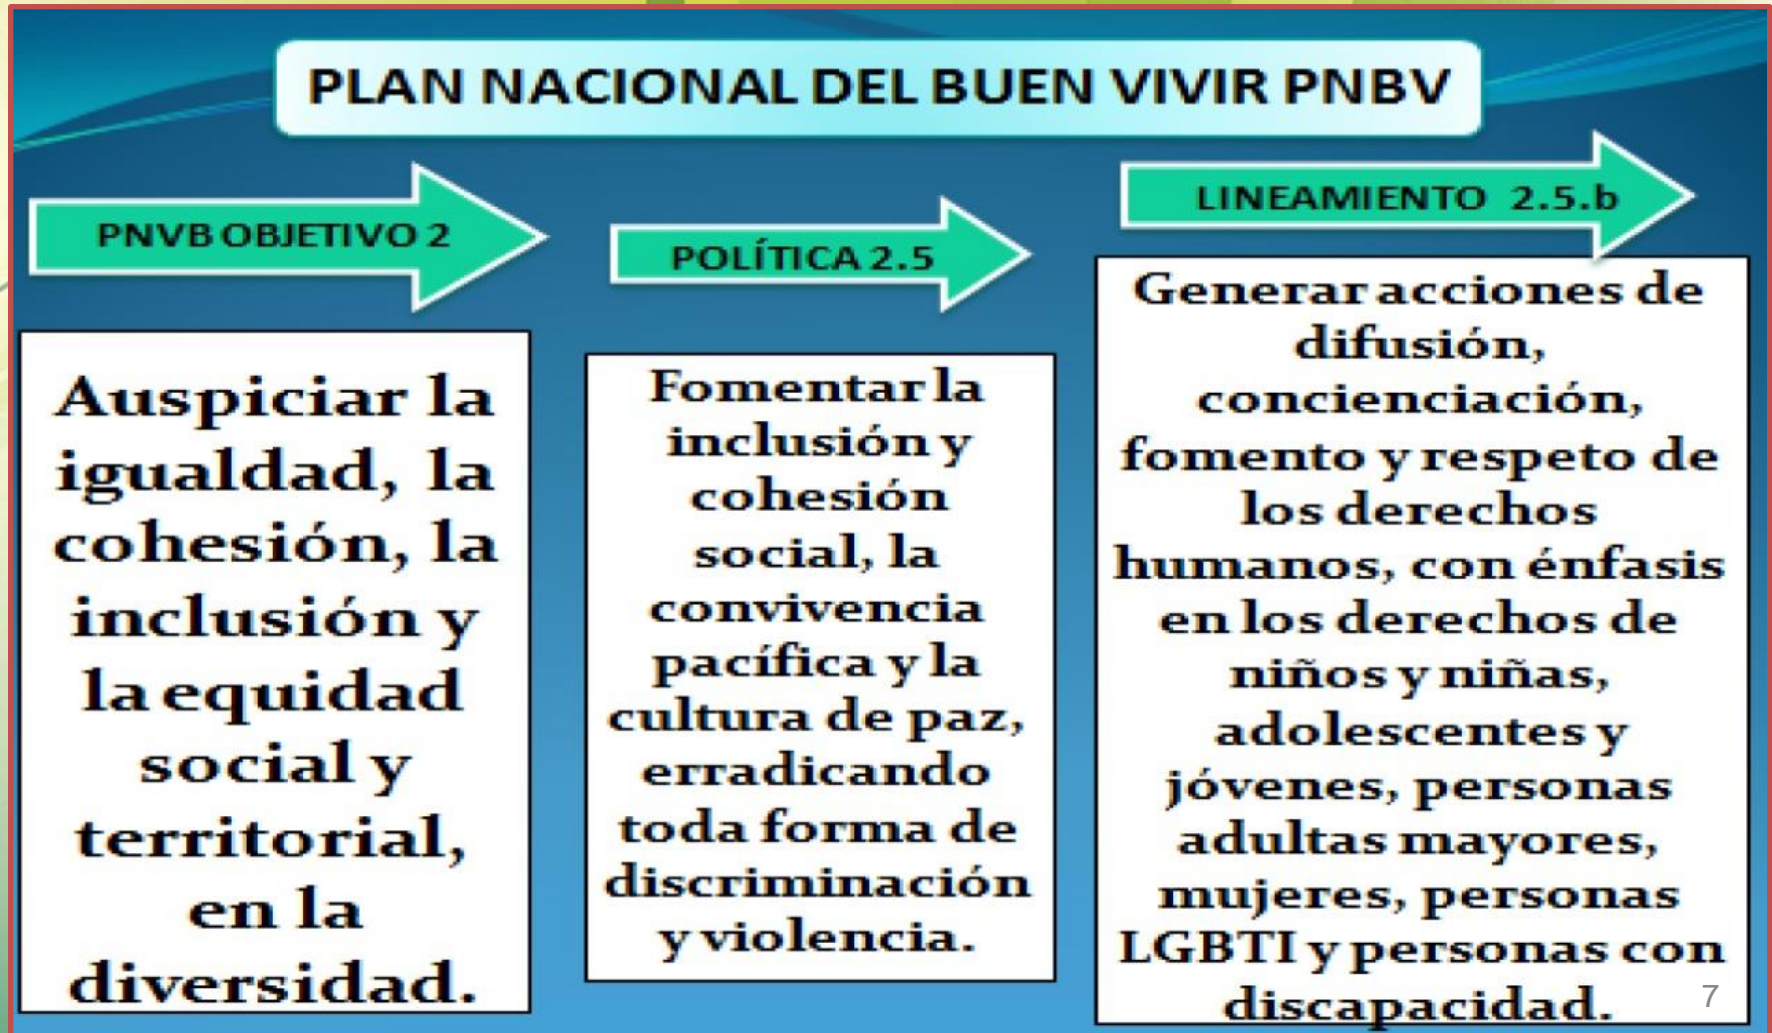 PLAN NACIONAL DEL BUEN VIVIR PNBV
PNVB OBJETIVO 2
Auspiciar la
igualdad, la
cohesión, la
inclusión y
la equidad
social y
territorial,
en la
diversidad.
POLÍTICA 2.5
Fomentar la
inclusión y
cohesión
social, la
convivencia
pacífica y la
cultura de paz,
erradicando
toda forma de
discriminación
y violencia.
LINEAMIENTO 2.5.b
Generar acciones de
difusión,
concienciación,
fomento y respeto de
los derechos
humanos, con énfasis
en los derechos de
niños y niñas,
adolescentes y
jóvenes, personas
adultas mayores,
mujeres, personas
LGBTI y personas con
discapacidad.
7